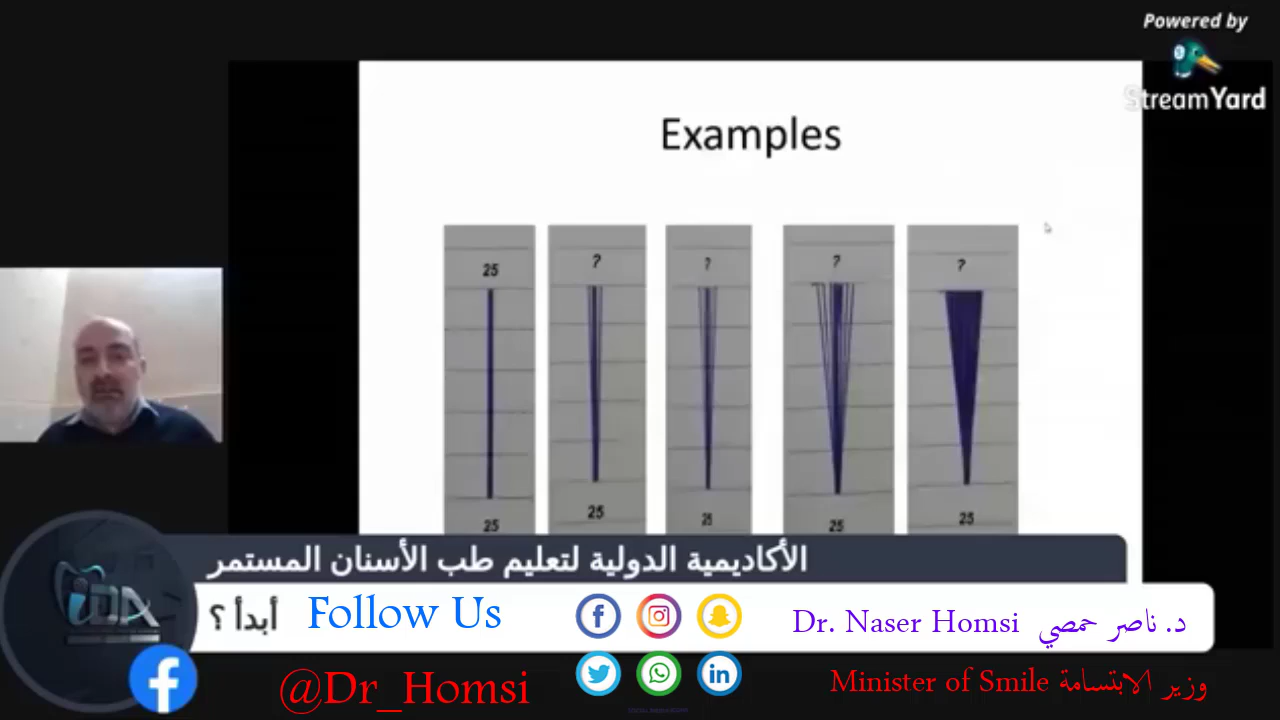 Powered by
StreamYard
Examples
25 ? ? ? ?
25 25 25 25 25
الأكاديمية الدولية لتعليم طب الأسنان المستمر
iDA
أبدأ ؟ Follow Us Dr. Naser Homsi د. ناصر حمصي
@Dr_Homsi Minister of Smile وزير الابتسامة